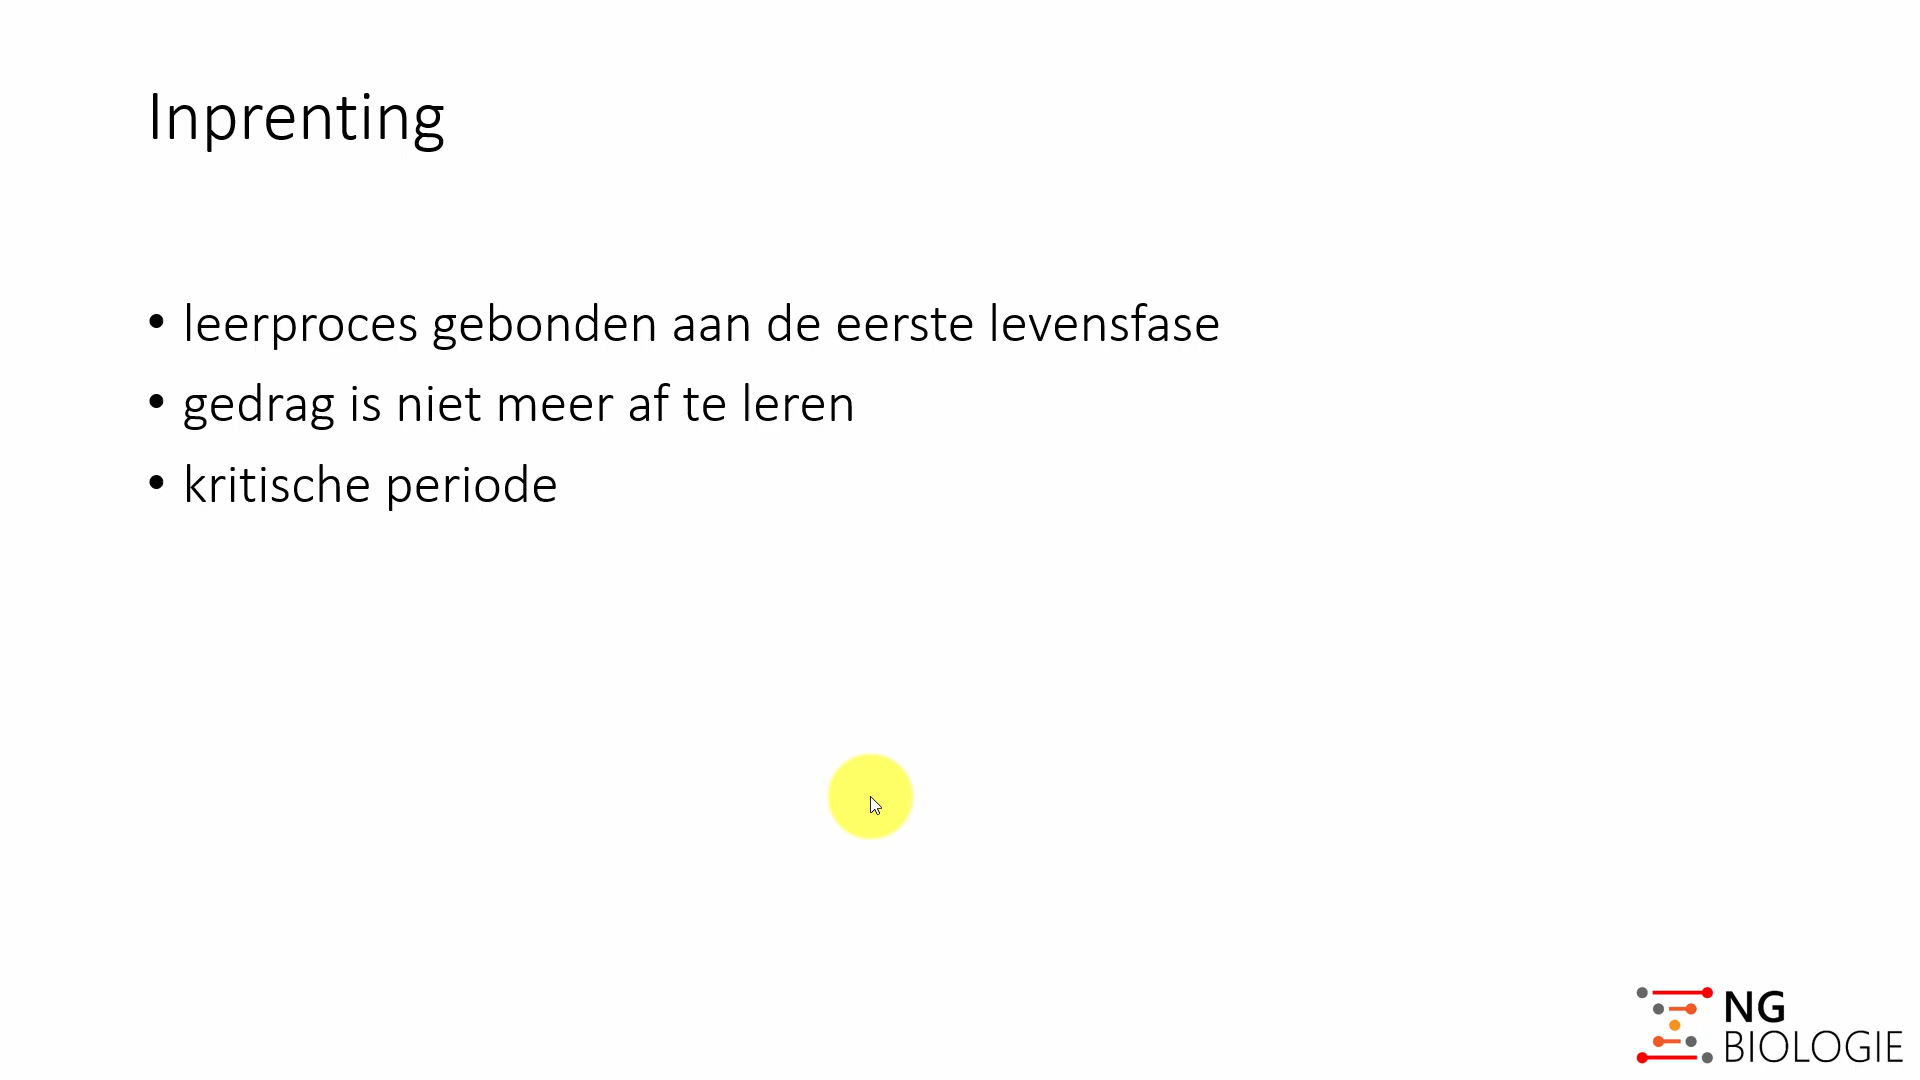 Inprenting
• leerproces gebonden aan de eerste levensfase
• gedrag is niet meer af te leren
• kritische periode
NG
BIOLOGIE